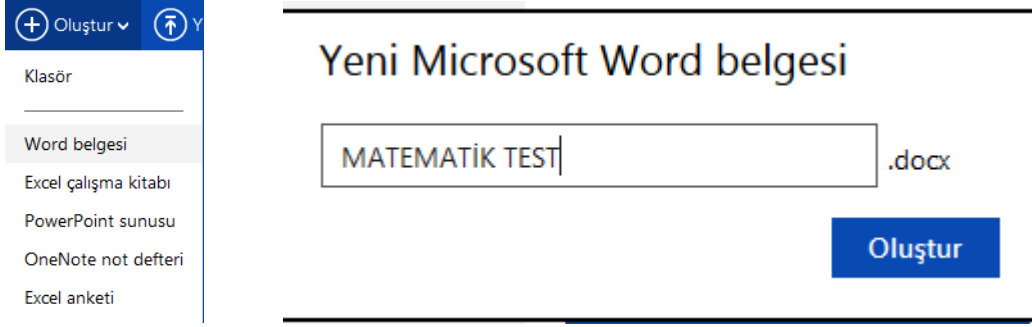 Oluştur Y
Klasör
Word belgesi
Excel çalışma kitabı
PowerPoint sunusu
OneNote not defteri
Excel anketi
Yeni Microsoft Word belgesi
MATEMATİK TEST .docx
Oluştur